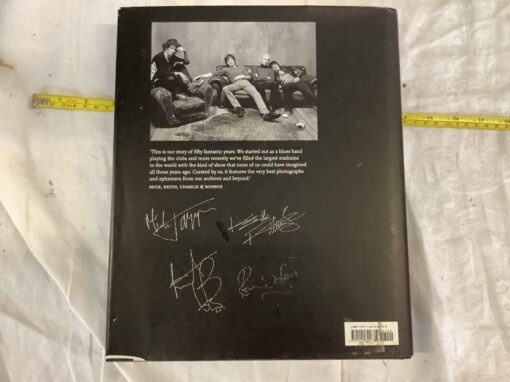 'This is our story of fifty fantastic years. We started out as a blues band
playing the clubs and more recently we've filled the largest stadiums
in the world with the kind of show that none of us could have imagined
all those years ago. Curated by us, it features the very best photographs
and ephemera from our archives and beyond.'
MICK, KEITH, CHARLIE & RONNIE